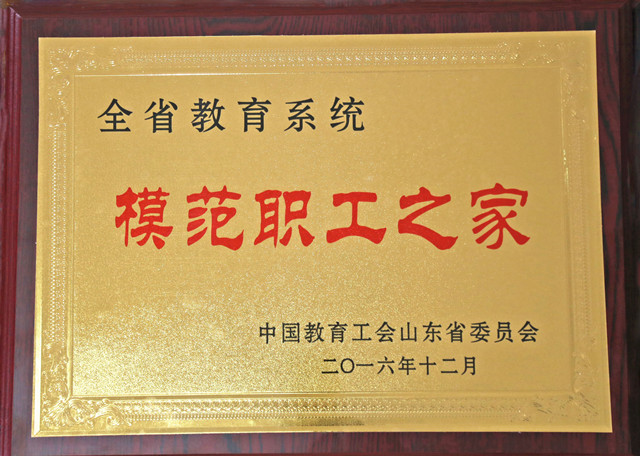 全省教育系统
模范职工之家
中国教育工会山东省委员会
二〇一六年十二月